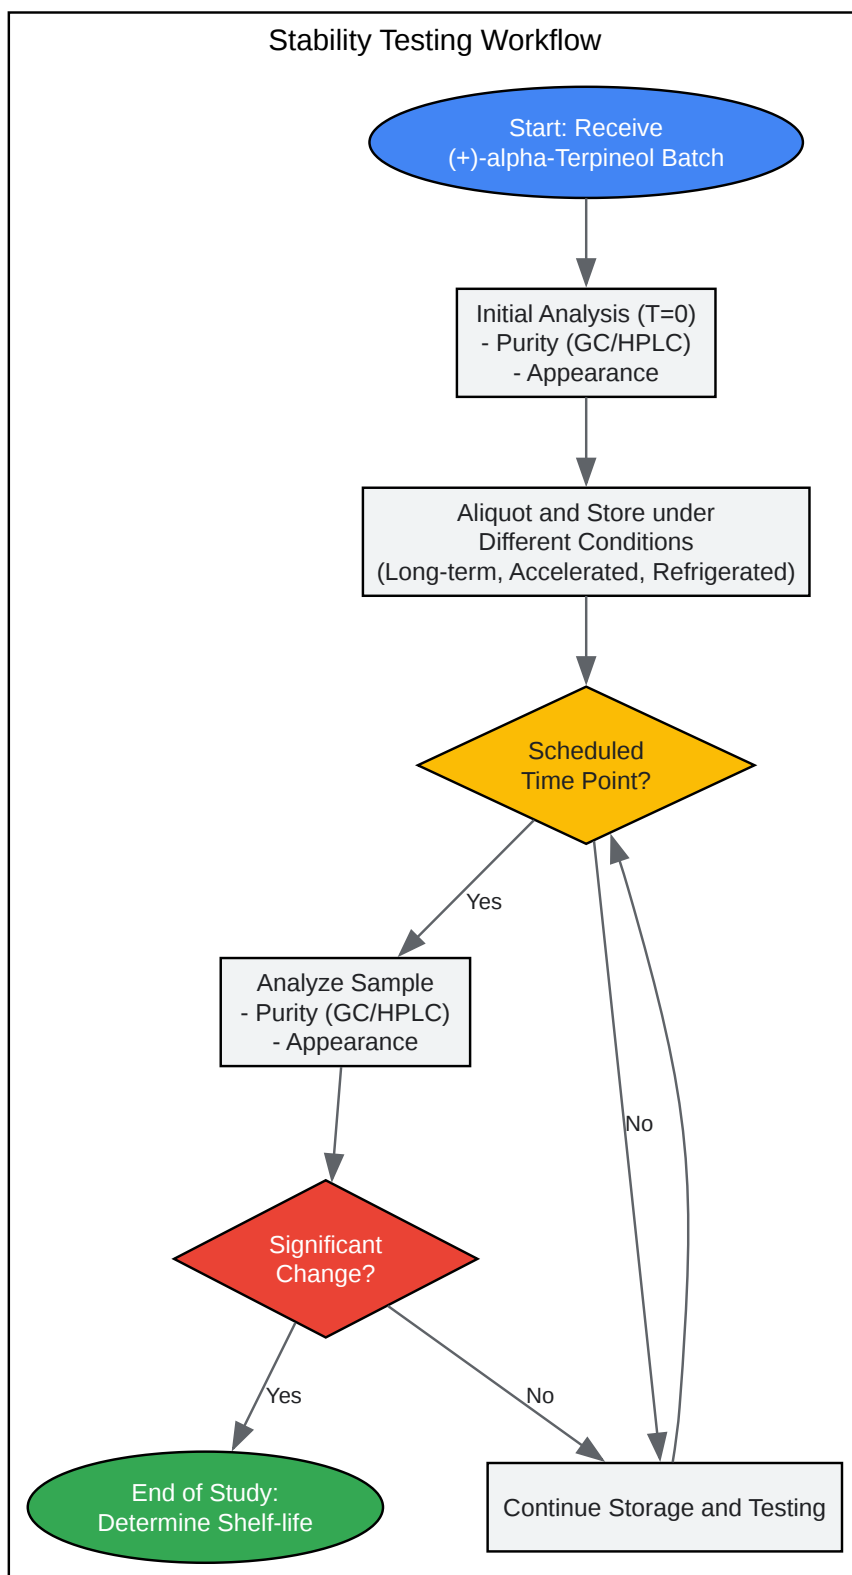 Stability Testing Workflow
Start: Receive
(+)-alpha-Terpineol Batch
Initial Analysis (T=0)
- Purity (GC/HPLC)
- Appearance
Aliquot and Store under
Different Conditions
(Long-term, Accelerated, Refrigerated)
Scheduled
Time Point?
Yes
Analyze Sample
- Purity (GC/HPLC)
- Appearance
No
Significant
Change?
Yes
No
End of Study:
Determine Shelf-life
Continue Storage and Testing